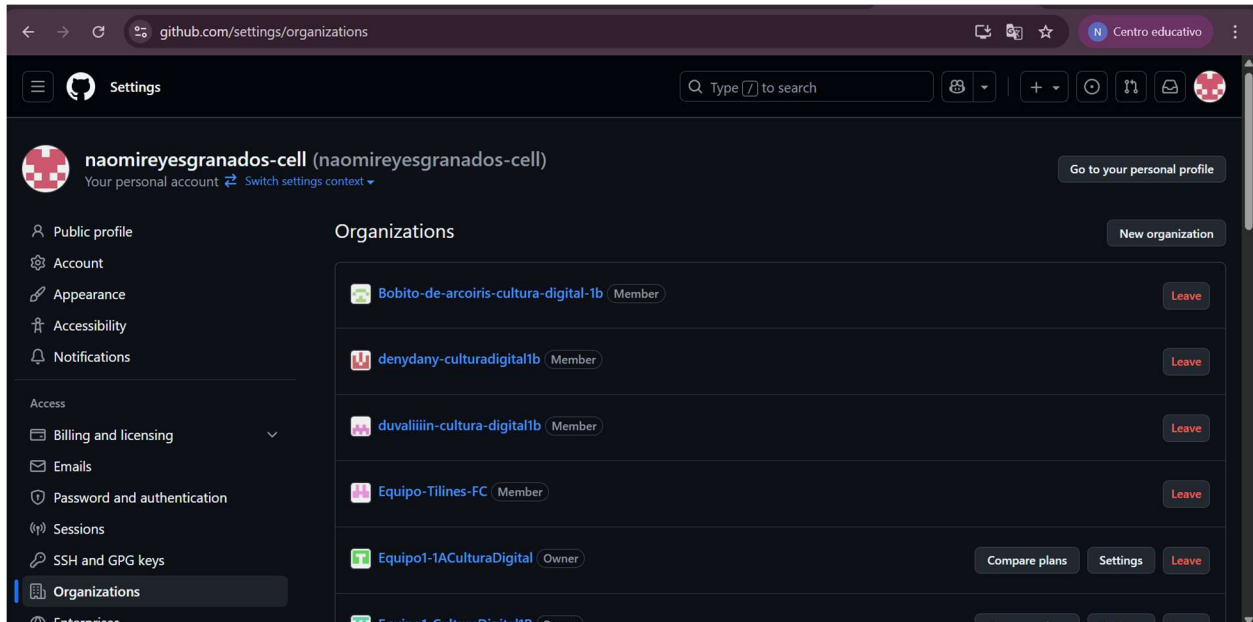 github.com/settings/organizations
N Centro educativo
Settings
Type / to search
naomireyesgranados-cell (naomireyesgranados-cell)
Your personal account Switch settings context
Go to your personal profile
Public profile
Account
Appearance
Accessibility
Notifications
Access
Billing and licensing
Emails
Password and authentication
Sessions
SSH and GPG keys
Organizations
Enterprises
Organizations
New organization
Bobito-de-arcoiris-cultura-digital-1b Member
Leave
denydany-culturadigital1b Member
Leave
duvaliiiin-cultura-digital1b Member
Leave
Equipo-Tilines-FC Member
Leave
Equipo1-1ACulturaDigital Owner
Compare plans Settings Leave